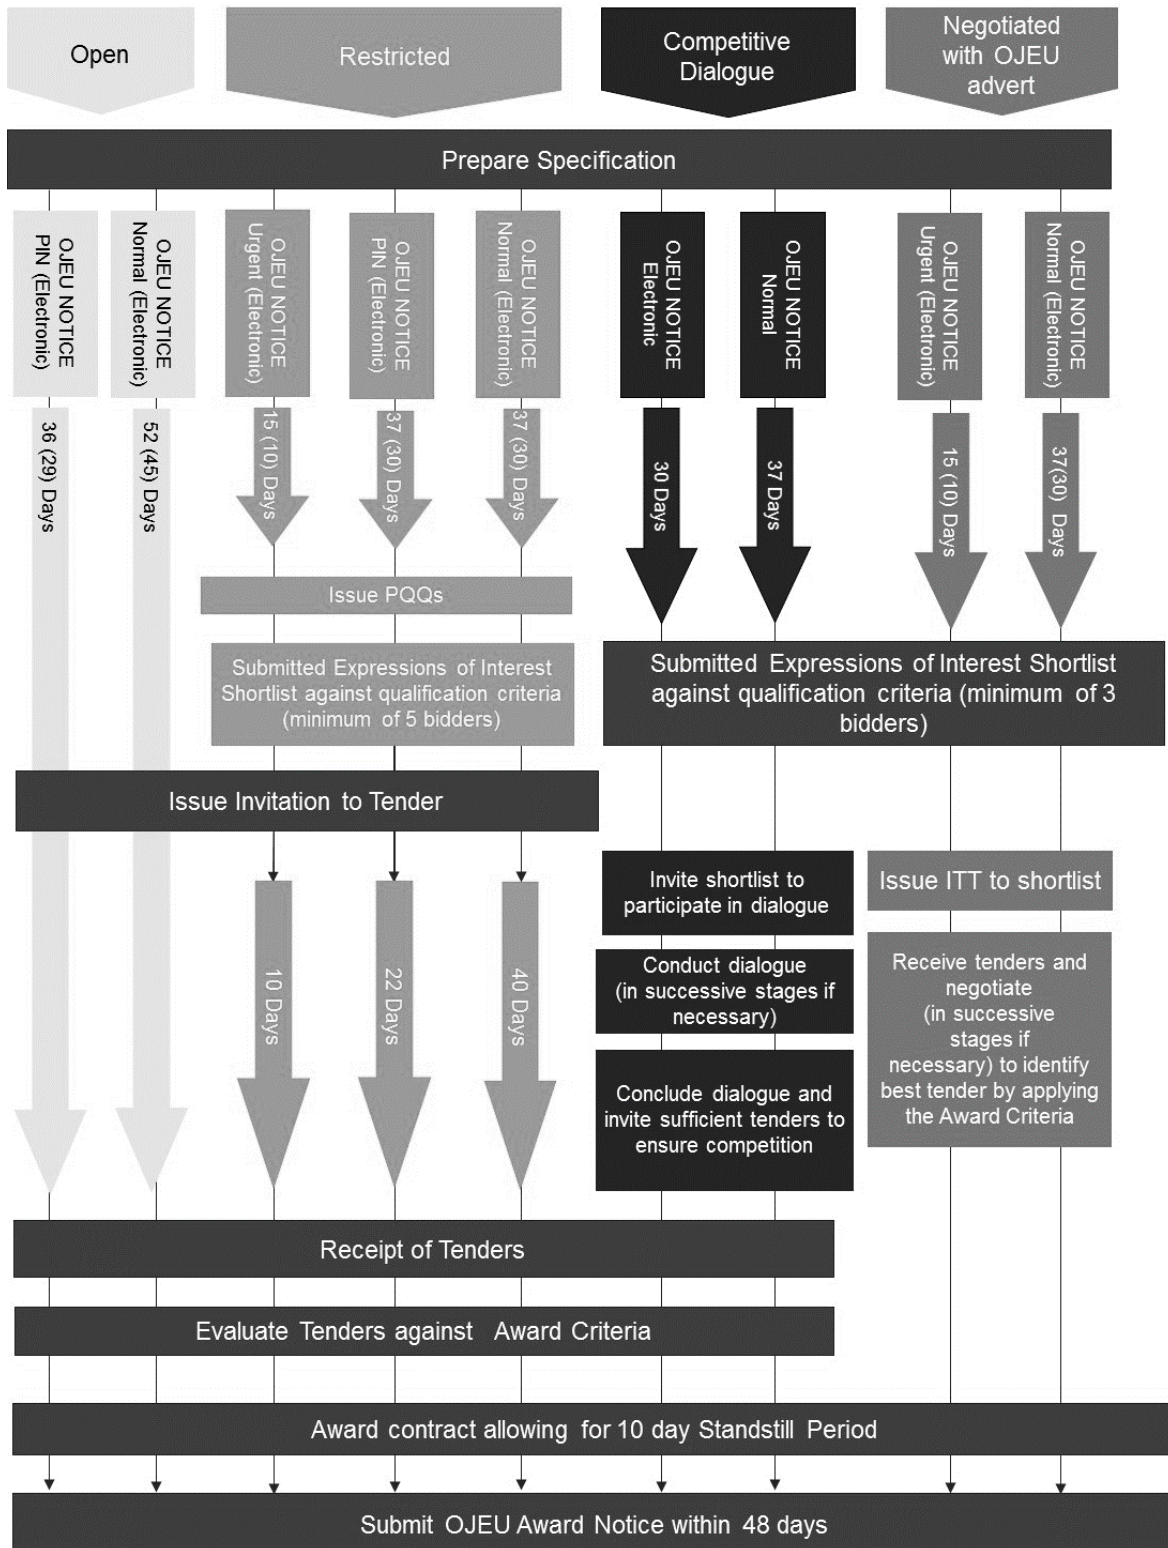 Open
Restricted
Competitive
Dialogue
Negotiated
with OJEU
advert
Prepare Specification
OJEU NOTICE
PIN (Electronic)
OJEU NOTICE
Normal (Electronic)
OJEU NOTICE
Urgent (Electronic)
OJEU NOTICE
PIN (Electronic)
OJEU NOTICE
Normal (Electronic)
OJEU NOTICE
Electronic
OJEU NOTICE
Normal
OJEU NOTICE
Urgent (Electronic)
OJEU NOTICE
Normal (Electronic)
36 (29) Days
52 (45) Days
15 (10) Days
37 (30) Days
37 (30) Days
30 Days
37 Days
15 (10) Days
37(30) Days
Issue PQQs
Submitted Expressions of Interest
Shortlist against qualification criteria
(minimum of 5 bidders)
Submitted Expressions of Interest Shortlist
against qualification criteria (minimum of 3
bidders)
Issue Invitation to Tender
10 Days
22 Days
40 Days
Invite shortlist to
participate in dialogue
Issue ITT to shortlist
Conduct dialogue
(in successive stages if
necessary)
Receive tenders and
negotiate
(in successive
stages if
necessary) to identify
best tender by applying
the Award Criteria
Conclude dialogue and
invite sufficient tenders to
ensure competition
Receipt of Tenders
Evaluate Tenders against Award Criteria
Award contract allowing for 10 day Standstill Period
Submit OJEU Award Notice within 48 days